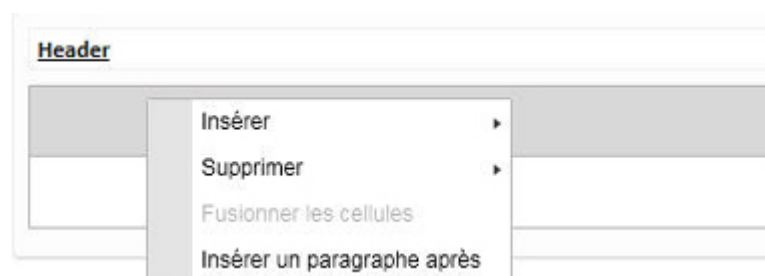 Header
Insérer
Supprimer
Fusionner les cellules
Insérer un paragraphe après